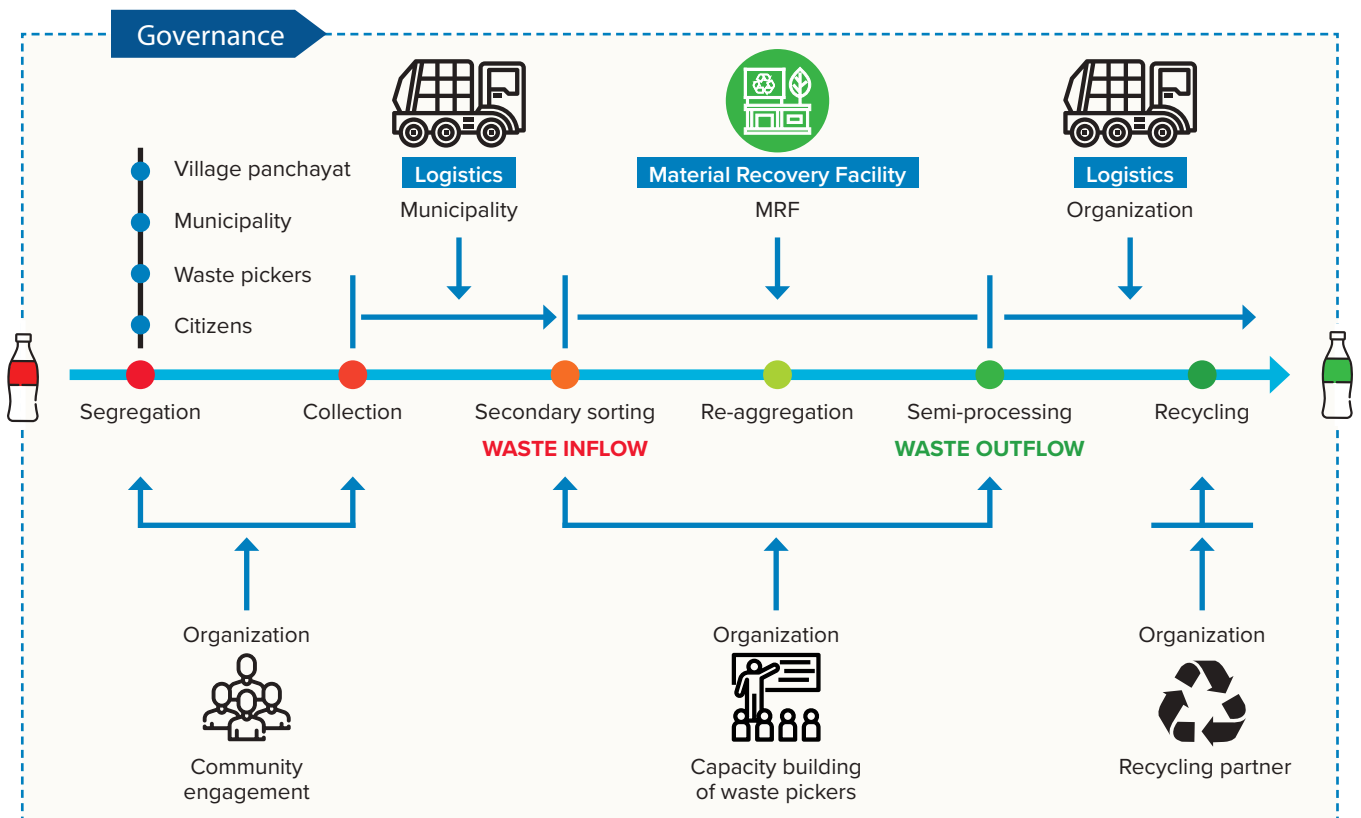 Governance
Village panchayat
Municipality
Waste pickers
Citizens
Logistics
Municipality
Material Recovery Facility
MRF
Logistics
Organization
Segregation
Collection
Secondary sorting
WASTE INFLOW
Re-aggregation
Semi-processing
WASTE OUTFLOW
Recycling
Organization
Community
engagement
Organization
Capacity building
of waste pickers
Organization
Recycling partner